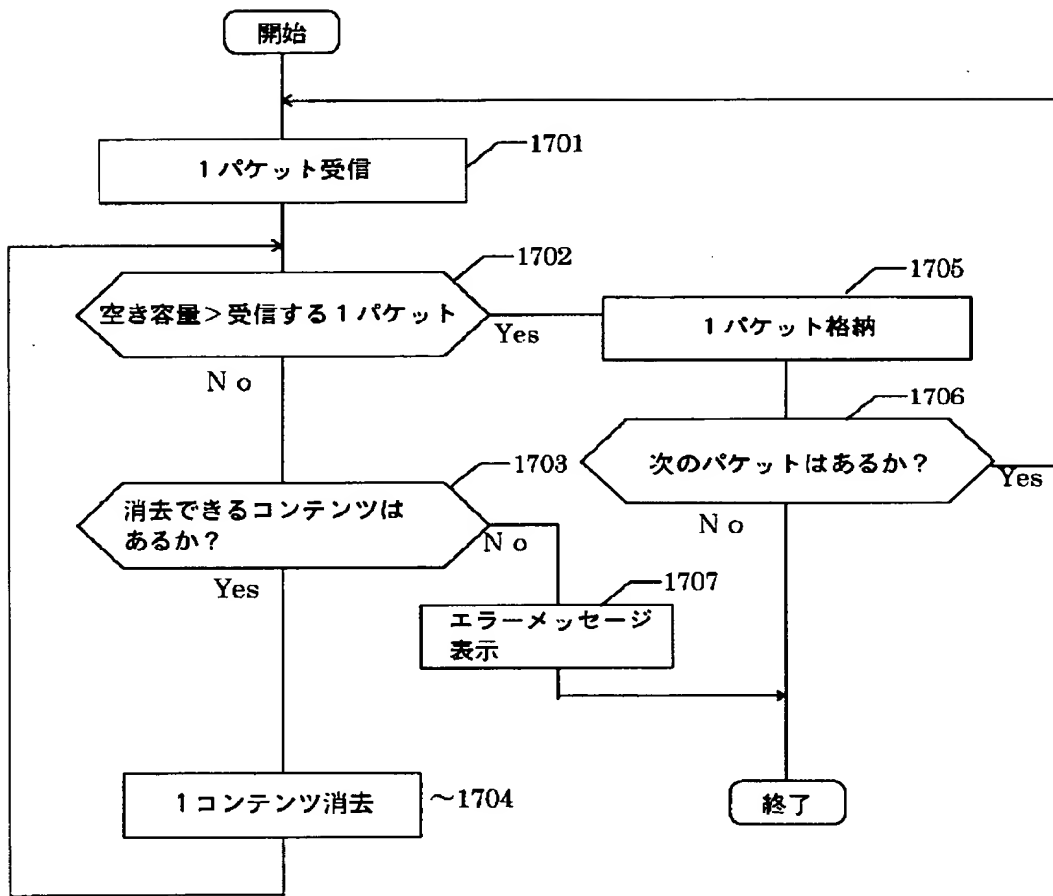 開始
1パケット受信
1701
空き容量>受信する1パケット
1702
Yes
No
1パケット格納
1705
次のパケットはあるか?
1706
Yes
No
消去できるコンテンツは
あるか?
1703
No
Yes
エラーメッセージ
表示
1707
1コンテンツ消去
~1704
終了